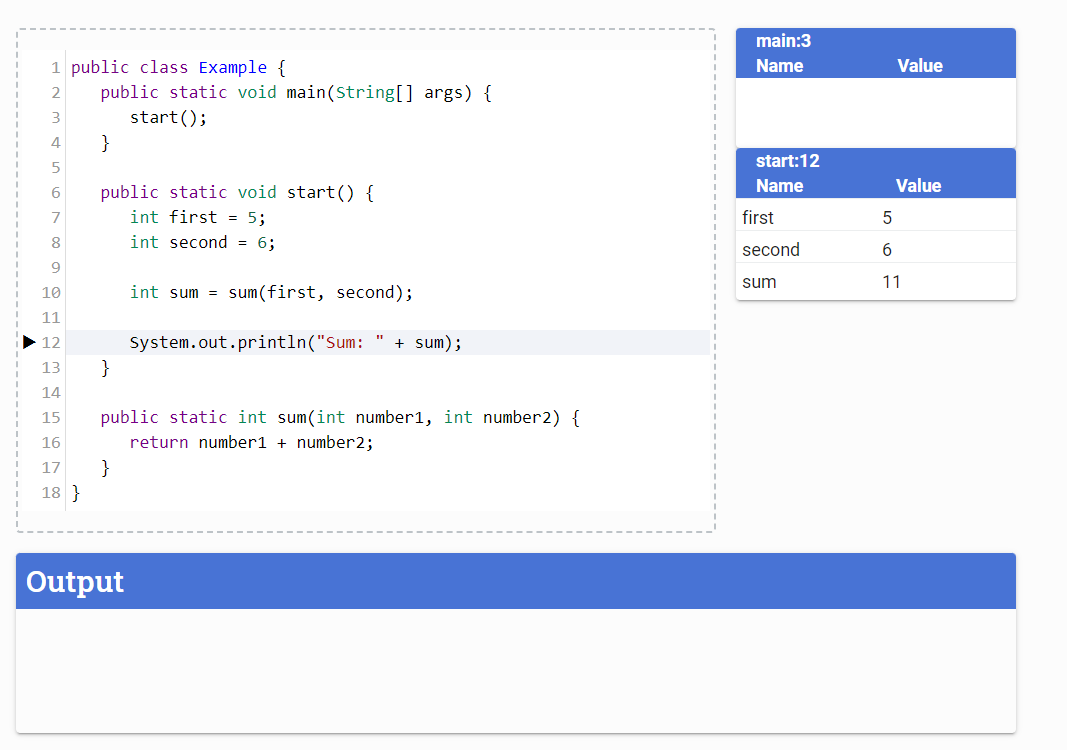 1 public class Example {
2 public static void main(String[] args) {
3 start();
4 }
5
6 public static void start() {
7 int first = 5;
8 int second = 6;
9
10 int sum = sum(first, second);
11
12 System.out.println("Sum: " + sum);
13 }
14
15 public static int sum(int number1, int number2) {
16 return number1 + number2;
17 }
18 }
main:3
Name Value
start:12
Name Value
first 5
second 6
sum 11
Output